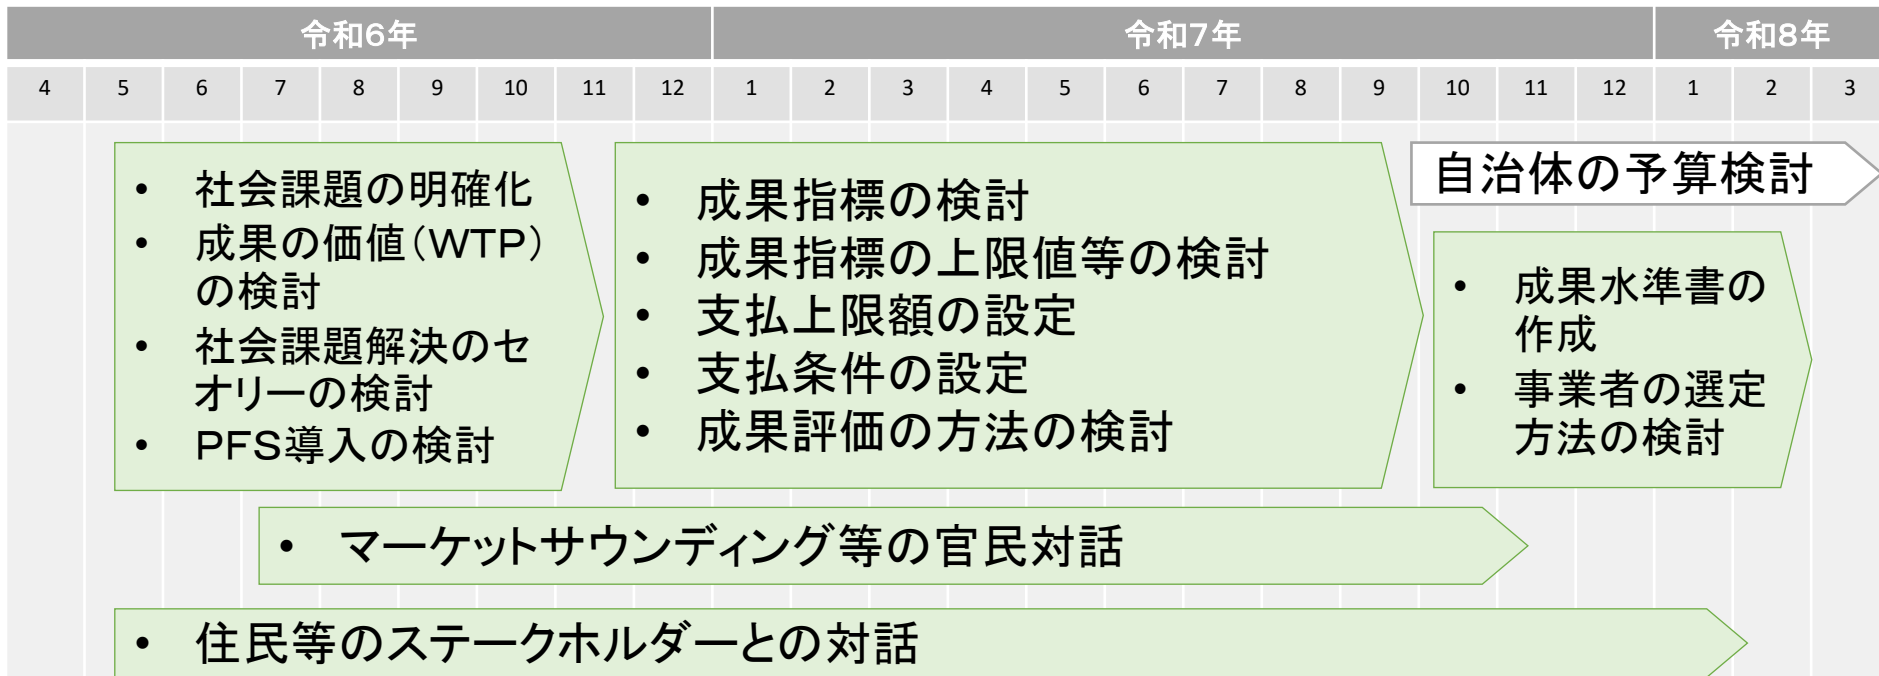 令和6年 令和7年 令和8年
4 5 6 7 8 9 10 11 12 1 2 3 4 5 6 7 8 9 10 11 12 1 2 3
• 社会課題の明確化
• 成果の価値(WTP)
の検討
• 社会課題解決のセ
オリーの検討
• PFS導入の検討
• 成果指標の検討
• 成果指標の上限値等の検討
• 支払上限額の設定
• 支払条件の設定
• 成果評価の方法の検討
自治体の予算検討
• 成果水準書の
作成
• 事業者の選定
方法の検討
• マーケットサウンディング等の官民対話
• 住民等のステークホルダーとの対話